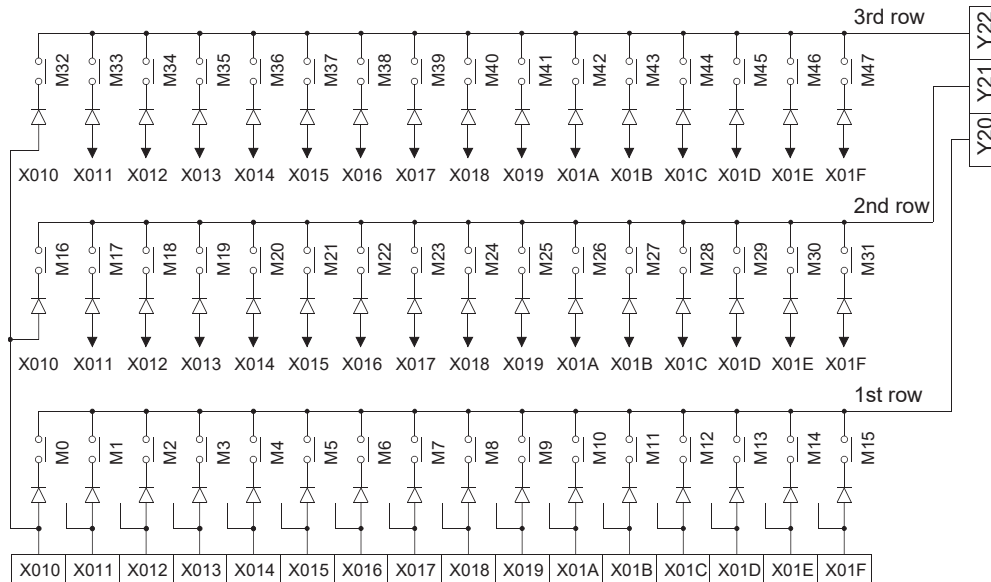 3rd row
Y22
M32 M33 M34 M35 M36 M37 M38 M39 M40 M41 M42 M43 M44 M45 M46 M47
Y21
Y20
X010 X011 X012 X013 X014 X015 X016 X017 X018 X019 X01A X01B X01C X01D X01E X01F
2nd row
M16 M17 M18 M19 M20 M21 M22 M23 M24 M25 M26 M27 M28 M29 M30 M31
X010 X011 X012 X013 X014 X015 X016 X017 X018 X019 X01A X01B X01C X01D X01E X01F
1st row
M0 M1 M2 M3 M4 M5 M6 M7 M8 M9 M10 M11 M12 M13 M14 M15
X010 X011 X012 X013 X014 X015 X016 X017 X018 X019 X01A X01B X01C X01D X01E X01F